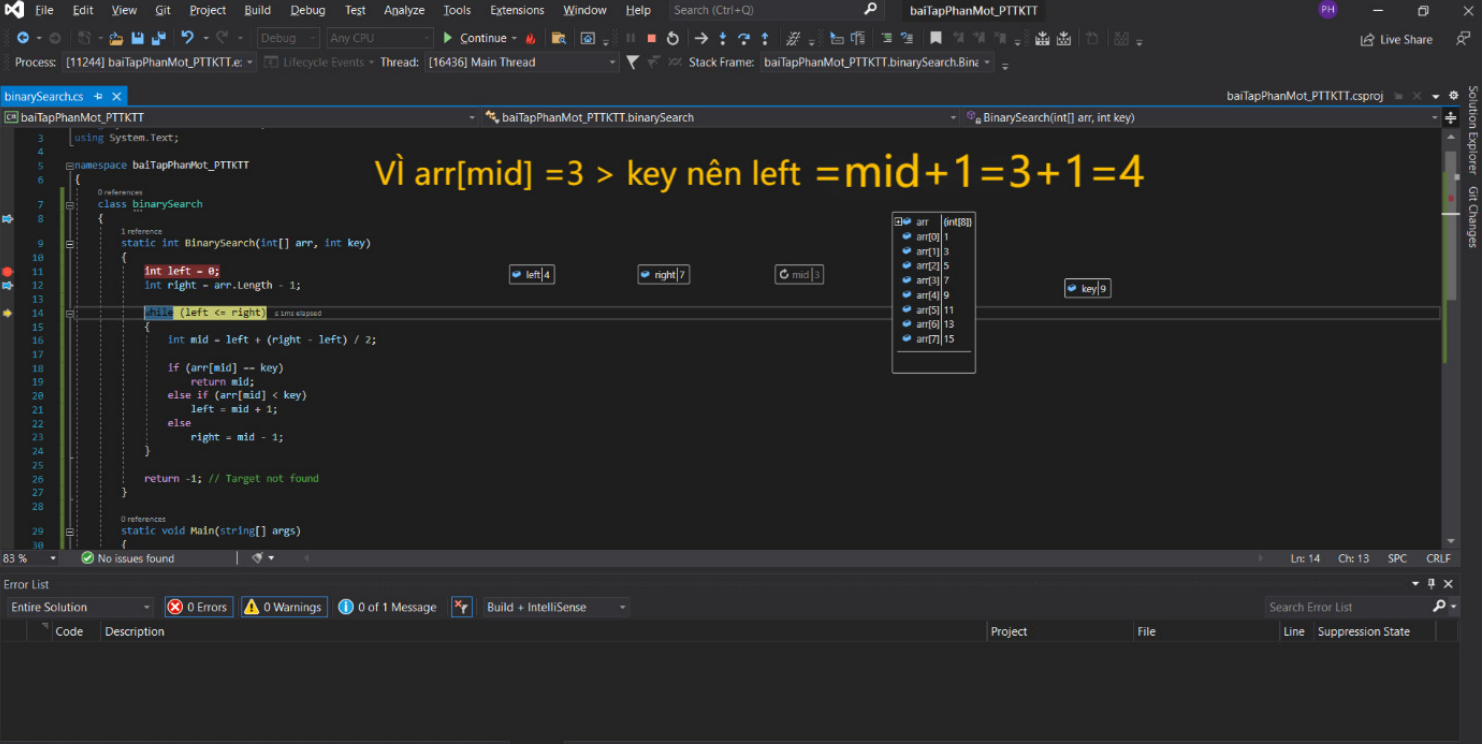 File Edit View Git Project Build Debug Test Analyze Tools Extensions Window Help Search (Ctrl+Q) baiTapPhanMot_PTTKTT PH
Debug Any CPU Continue Live Share
Process: [11244] baiTapPhanMot_PTTKTT.e: Lifecycle Events Thread: [16436] Main Thread Stack Frame: baiTapPhanMot_PTTKTT.binarySearch.Bina
binarySearch.cs baiTapPhanMot_PTTKTT.csproj
baiTapPhanMot_PTTKTT baiTapPhanMot_PTTKTT.binarySearch BinarySearch(int[] arr, int key)
Solution Explorer
Git Changes
3 using System.Text;
4
5 namespace baiTapPhanMot_PTTKTT
VÌ arr[mid] =3 > key nên left =mid+1=3+1=4
6 {
0 references
7 class binarySearch
8 {
1 reference
9 static int BinarySearch(int[] arr, int key)
10 {
11 int left = 0;
12 int right = arr.Length - 1;
13
14 while (left <= right) ≤ 1ms elapsed
15 {
16 int mid = left + (right - left) / 2;
17
18 if (arr[mid] == key)
19 return mid;
20 else if (arr[mid] < key)
21 left = mid + 1;
22 else
23 right = mid - 1;
24 }
25
26 return -1; // Target not found
27 }
28
0 references
29 static void Main(string[] args)
30 {
left 4
right 7
mid 3
arr {int[8]}
arr[0] 1
arr[1] 3
arr[2] 5
arr[3] 7
arr[4] 9
arr[5] 11
arr[6] 13
arr[7] 15
key 9
83 % No issues found Ln: 14 Ch: 13 SPC CRLF
Error List
Entire Solution 0 Errors 0 Warnings 0 of 1 Message Build + IntelliSense Search Error List
Code Description Project File Line Suppression State